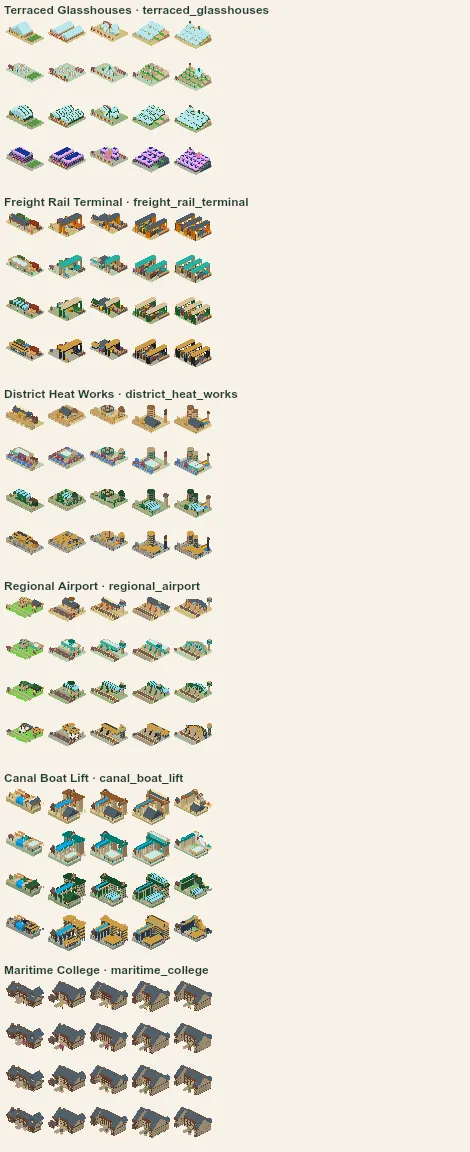 Terraced Glasshouses · terraced_glasshouses
Freight Rail Terminal · freight_rail_terminal
District Heat Works · district_heat_works
Regional Airport · regional_airport
Canal Boat Lift · canal_boat_lift
Maritime College · maritime_college